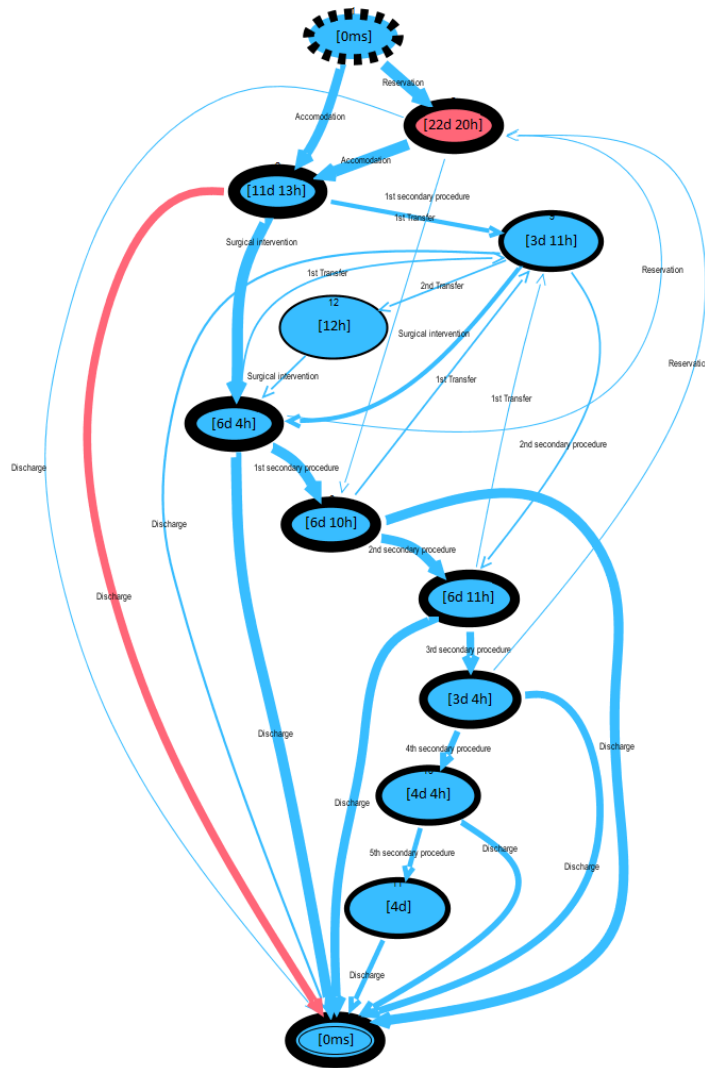 [0ms]
Reservation
Accomodation
[22d 20h]
Accomodation
[11d 13h]
1st secondary procedure
1st Transfer
9
[3d 11h]
Surgical intervention
1st Transfer
Reservation
2nd Transfer
12
[12h]
Surgical intervention
Reservation
Surgical intervention
1st Transfer
1st Transfer
[6d 4h]
2nd secondary procedure
1st secondary procedure
Discharge
Discharge
[6d 10h]
2nd secondary procedure
Discharge
[6d 11h]
3rd secondary procedure
[3d 4h]
Discharge
4th secondary procedure
Discharge
[4d 4h]
Discharge
5th secondary procedure
Discharge
Discharge
11
[4d]
Discharge
[0ms]